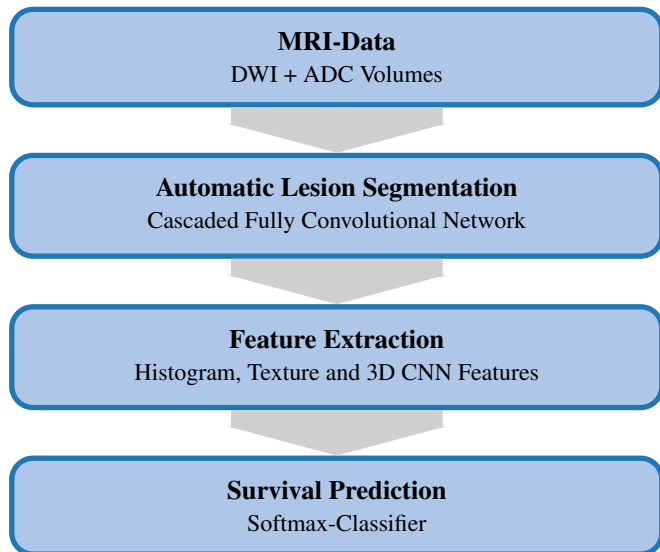 MRI-Data
DWI + ADC Volumes
Automatic Lesion Segmentation
Cascaded Fully Convolutional Network
Feature Extraction
Histogram, Texture and 3D CNN Features
Survival Prediction
Softmax-Classifier